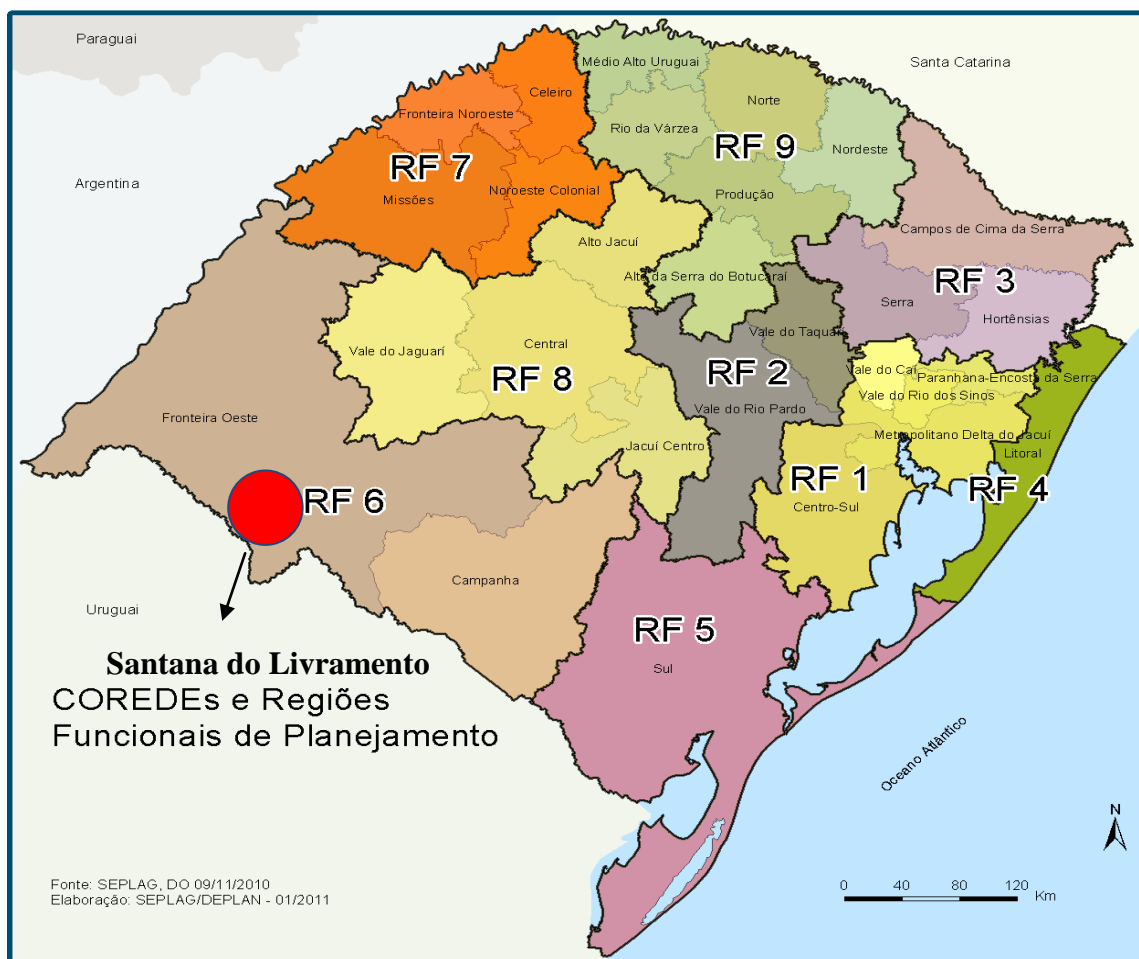 Paraguai
Santa Catarina
Médio Alto Uruguai
Celeiro
Norte
Fronteira Noroeste
Rio da Várzea
RF 9
Nordeste
RF 7
Argentina
Noroeste Colonial
Missões
Produção
Campos de Cima da Serra
Alto Jacuí
Alto da Serra do Botucaraí
RF 3
Serra
Hortênsias
Vale do Taquari
Central
Vale do Jaguarí
RF 8
RF 2
Vale do Caí
Paranhana-Encosta da Serra
Vale do Rio dos Sinos
Vale do Rio Pardo
Fronteira Oeste
Metropolitano Delta do Jacuí
Jacuí Centro
Litoral
RF 1
RF 4
RF 6
Centro-Sul
Campanha
Uruguai
RF 5
Sul
Santana do Livramento
COREDEs e Regiões
Funcionais de Planejamento
Oceano Atlântico
N
Fonte: SEPLAG, DO 09/11/2010
Elaboração: SEPLAG/DEPLAN - 01/2011
0 40 80 120
Km